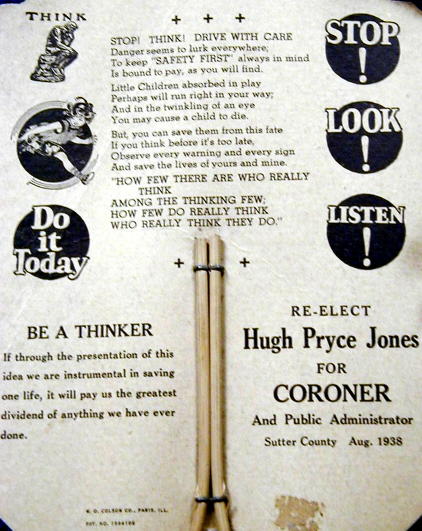 THINK
+ + +
STOP! THINK! DRIVE WITH CARE
Danger seems to lurk everywhere;
To keep "SAFETY FIRST" always in mind
Is bound to pay, as you will find.
Little Children absorbed in play
Perhaps will run right in your way;
And in the twinkling of an eye
You may cause a child to die.
But, you can save them from this fate
If you think before it's too late,
Observe every warning and every sign
And save the lives of yours and mine.
"HOW FEW THERE ARE WHO REALLY
THINK
AMONG THE THINKING FEW;
HOW FEW DO REALLY THINK
WHO REALLY THINK THEY DO."
STOP
!
LOOK
!
LISTEN
!
Do
it
Today
+ +
BE A THINKER
If through the presentation of this
idea we are instrumental in saving
one life, it will pay us the greatest
dividend of anything we have ever
done.
RE-ELECT
Hugh Pryce Jones
FOR
CORONER
And Public Administrator
Sutter County Aug. 1938
COLSON CO., PARIS, ILL.
PAT. NO.